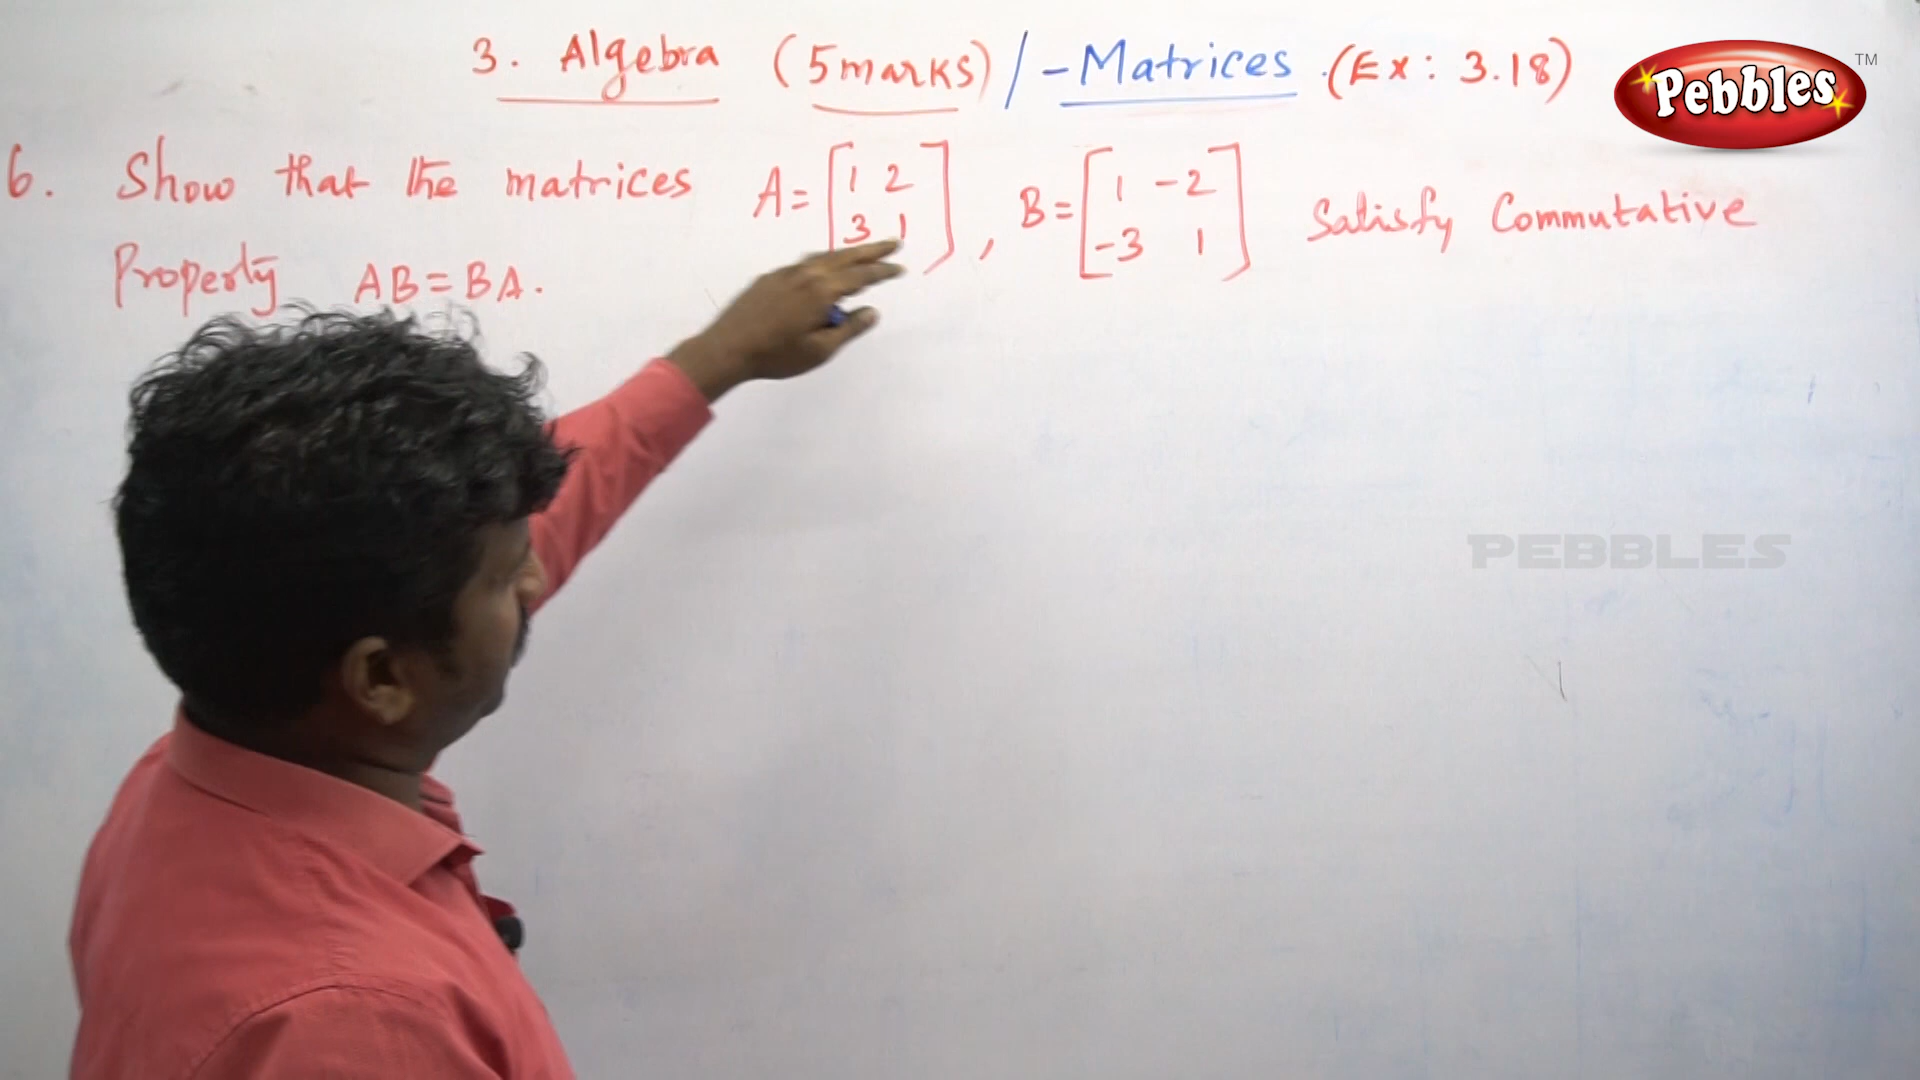 3. Algebra (5marks) / - Matrices (Ex: 3.18)
Pebbles TM
6. Show that the matrices A = [1 2 3 1], B = [1 -2 -3 1] Satisfy Commutative
Property AB = BA.
PEBBLES